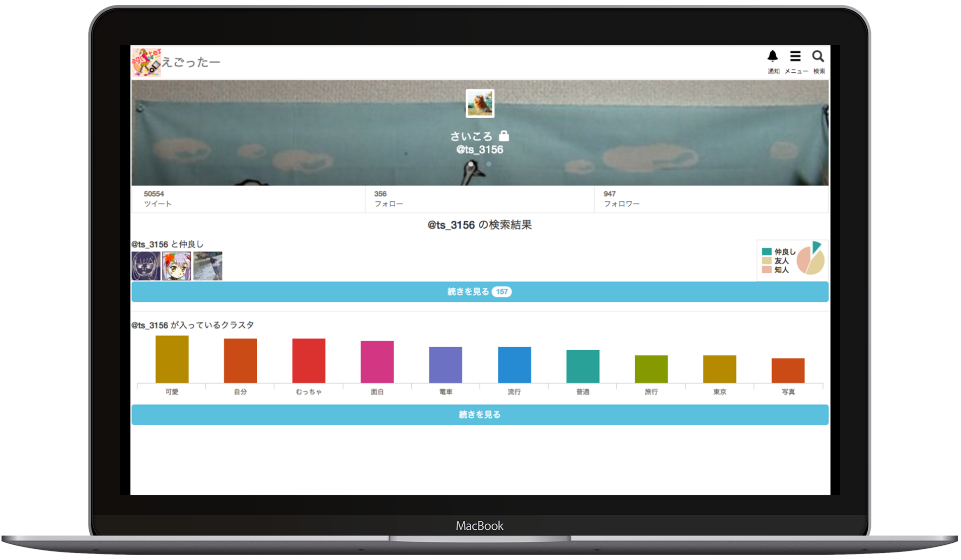 えごったー
通知 メニュー 検索
さいころ
@ts_3156
50554
ツイート
356
フォロー
947
フォロワー
@ts_3156 の検索結果
@ts_3156 と仲良し
仲良し
友人
知人
続きを見る 157
@ts_3156 が入っているクラスタ
可愛 自分 むっちゃ 面白 電車 流行 普通 旅行 東京 写真
続きを見る
MacBook